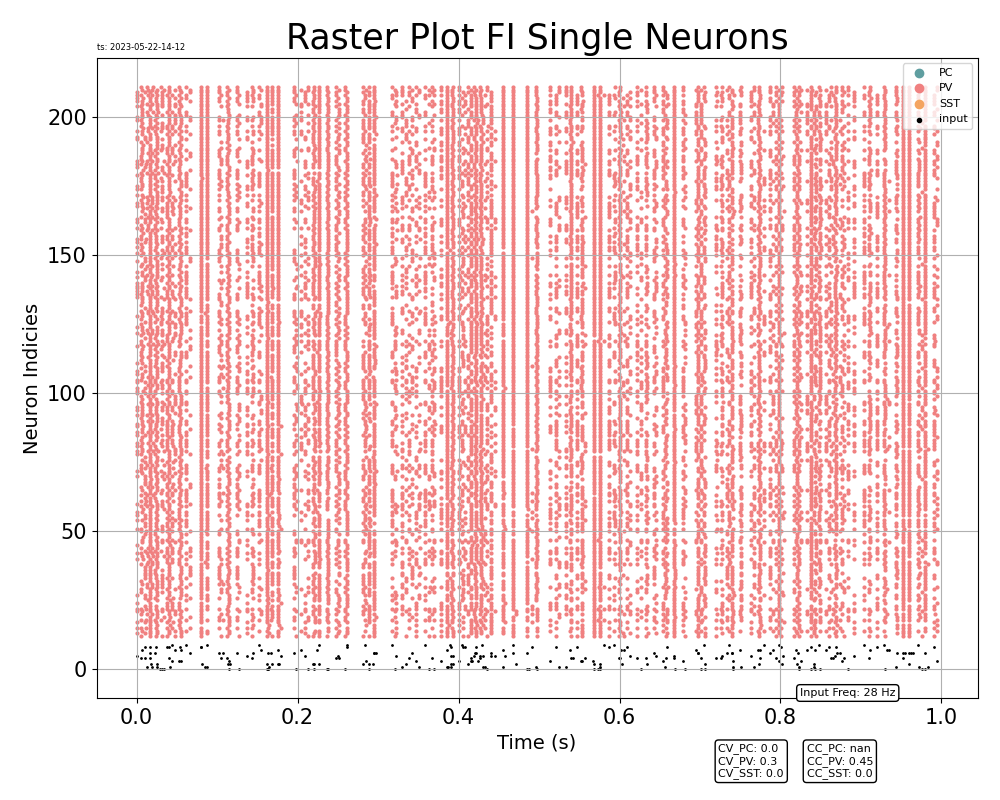 Raster Plot FI Single Neurons
ts: 2023-05-22-14-12
PC
PV
SST
input
200
150
100
50
0
Neuron Indicies
0.0 0.2 0.4 0.6 0.8 1.0
Time (s)
Input Freq: 28 Hz
CV_PC: 0.0
CV_PV: 0.3
CV_SST: 0.0
CC_PC: nan
CC_PV: 0.45
CC_SST: 0.0